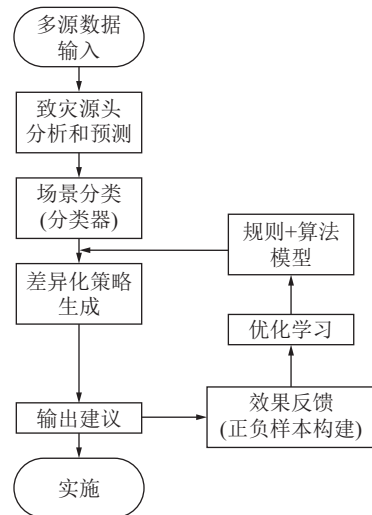 多源数据
输入
致灾源头
分析和预测
场景分类
(分类器)
规则+算法
模型
差异化策略
生成
优化学习
输出建议
效果反馈
(正负样本构建)
实施